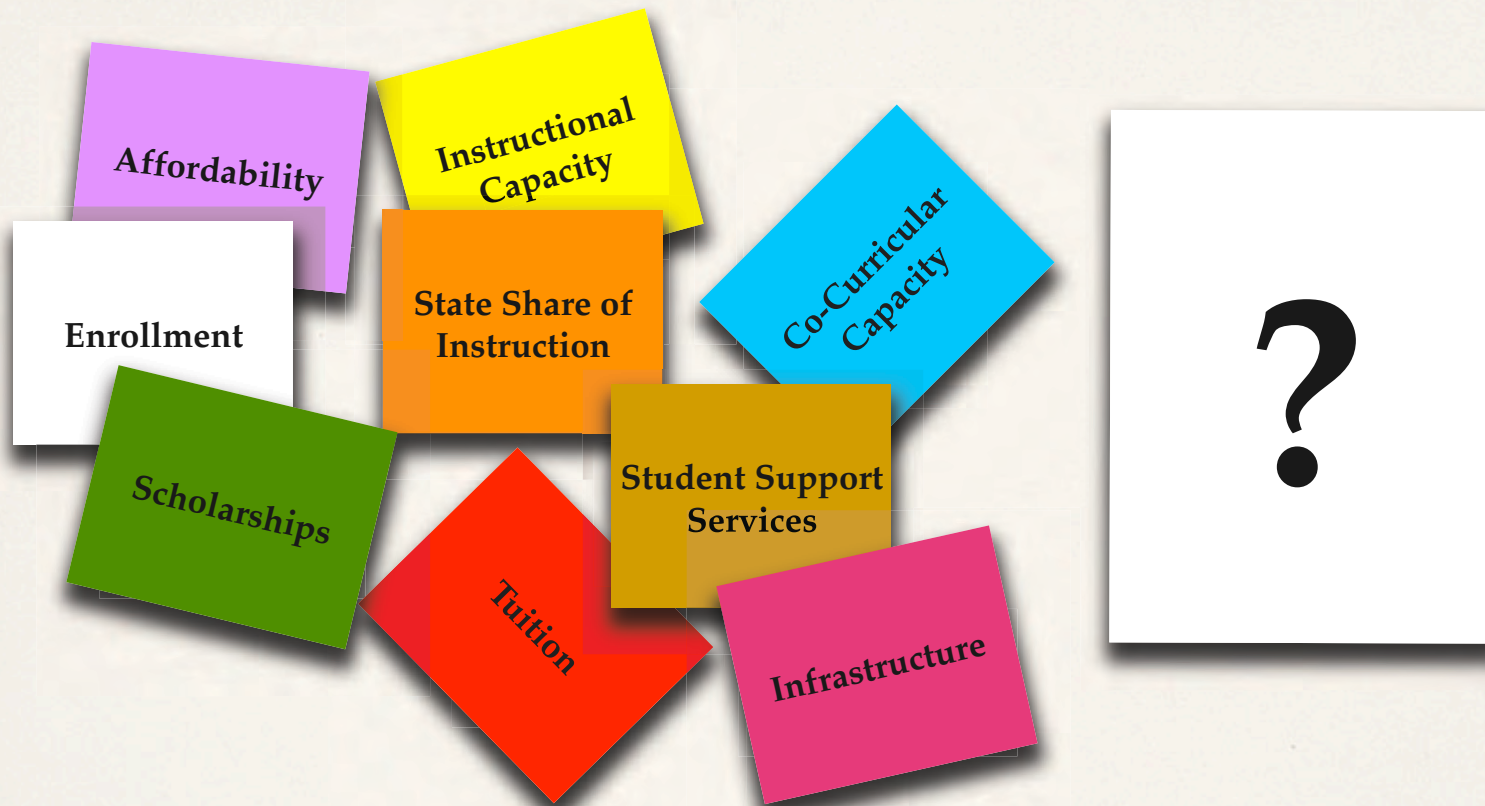 Affordability
Instructional
Capacity
Co-Curricular
Capacity
Enrollment
State Share of
Instruction
?
Scholarships
Student Support
Services
Tuition
Infrastructure